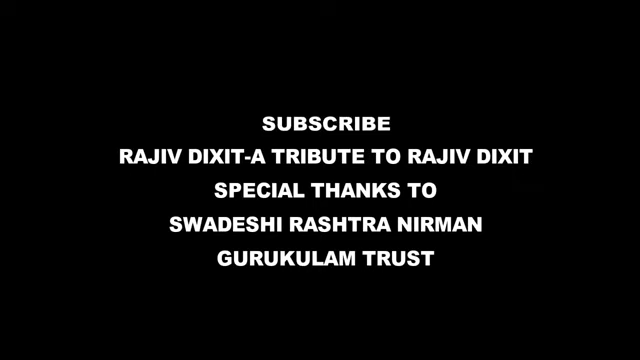 SUBSCRIBE
RAJIV DIXIT-A TRIBUTE TO RAJIV DIXIT
SPECIAL THANKS TO
SWADESHI RASHTRA NIRMAN
GURUKULAM TRUST